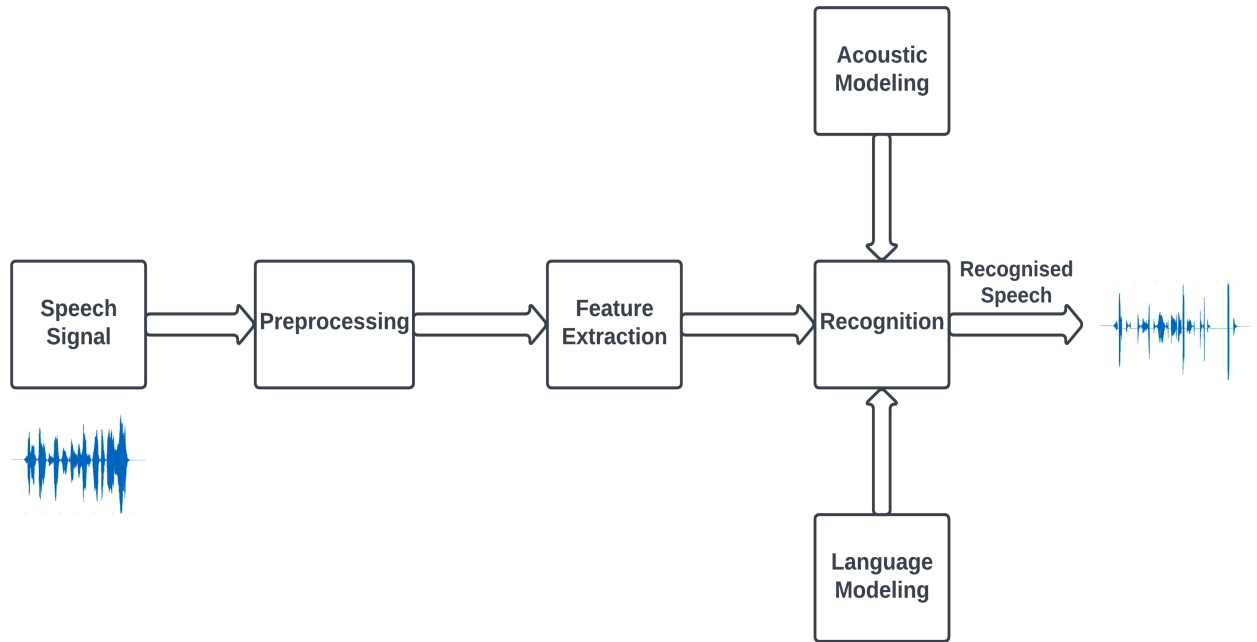 Acoustic
Modeling
Speech
Signal
Preprocessing
Feature
Extraction
Recognition
Recognised
Speech
Language
Modeling